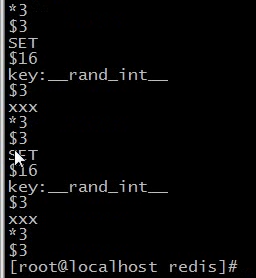 *3
$3
SET
$16
key:__rand_int__
$3
xxx
*3
$3
SET
$16
key:__rand_int__
$3
xxx
*3
$3
[root@localhost redis]#